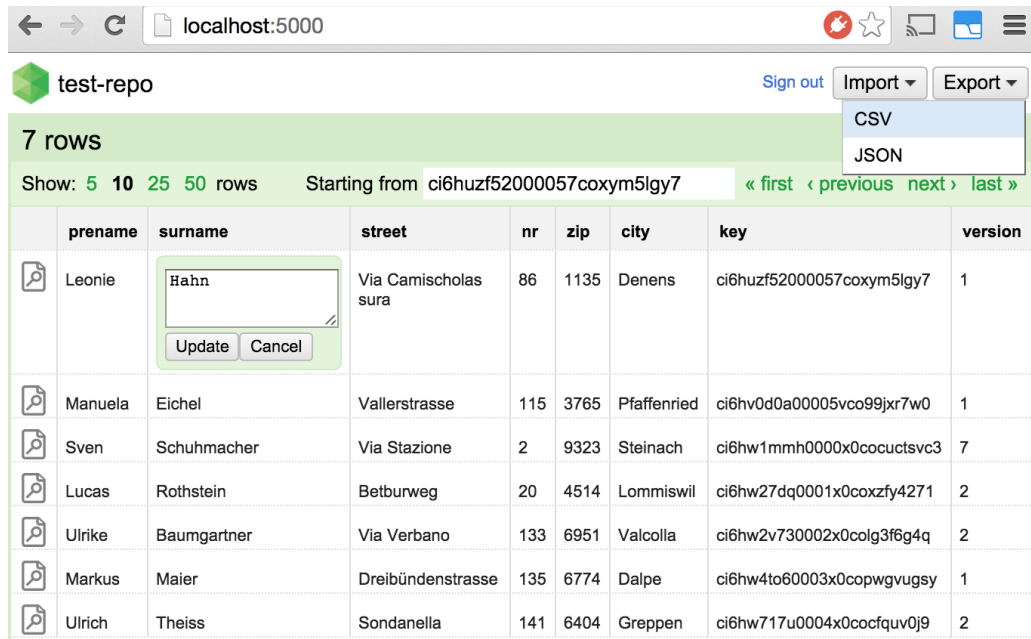 localhost:5000
test-repo Sign out Import Export
CSV
JSON
7 rows
Show: 5 10 25 50 rows Starting from ci6huzf52000057coxym5lgy7 « first ‹ previous next › last »
prename surname street nr zip city key version
Leonie Hahn Via Camischolas sura 86 1135 Denens ci6huzf52000057coxym5lgy7 1
Update Cancel
Manuela Eichel Vallerstrasse 115 3765 Pfaffenried ci6hv0d0a00005vco99jxr7w0 1
Sven Schuhmacher Via Stazione 2 9323 Steinach ci6hw1mmh0000x0cocuctsvc3 7
Lucas Rothstein Betburweg 20 4514 Lommiswil ci6hw27dq0001x0coxzfy4271 2
Ulrike Baumgartner Via Verbano 133 6951 Valcolla ci6hw2v730002x0colg3f6g4q 2
Markus Maier Dreibündenstrasse 135 6774 Dalpe ci6hw4to60003x0copwgvugsy 1
Ulrich Theiss Sondanella 141 6404 Greppen ci6hw717u0004x0cocfquv0j9 2